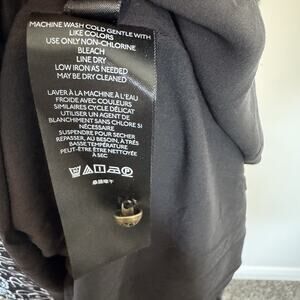 MACHINE WASH COLD GENTLE WITH
LIKE COLORS
USE ONLY NON-CHLORINE
BLEACH
LINE DRY
LOW IRON AS NEEDED
MAY BE DRY CLEANED
LAVER À LA MACHINE À L'EAU
FROIDE AVEC COULEURS
SIMILAIRES CYCLE DÉLICAT
UTILISER UN AGENT DE
BLANCHIMENT SANS CHLORE SI
NÉCESSAIRE
SUSPENDRE POUR SÉCHER
REPASSER, AU BESOIN, À
BASSE TEMPÉRATURE
PEUT-ÊTRE ÊTRE NETTOYÉE
À SEC